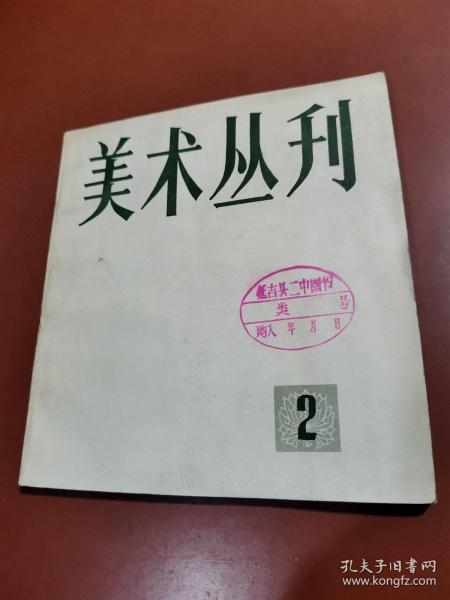 美术丛刊
延吉县二中图书
类 号
购入 年 月 日
2
孔夫子旧书网
www.kongfz.com